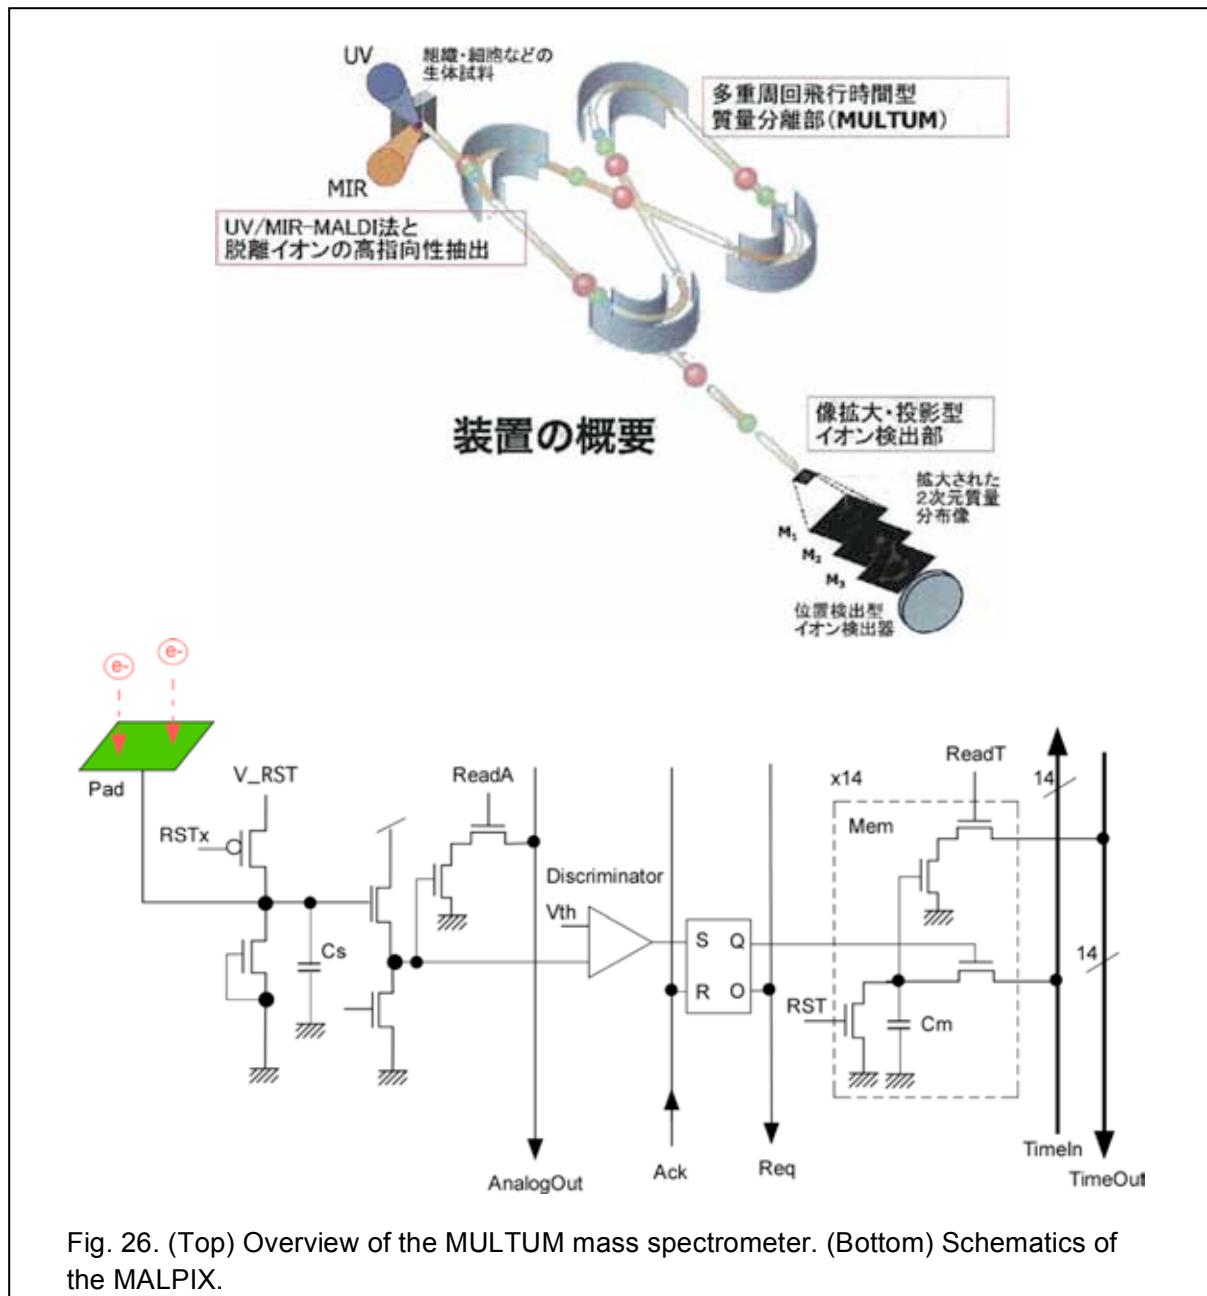 UV
組織・細胞などの
生体試料
多重周回飛行時間型
質量分離部(MULTUM)
MIR
UV/MIR-MALDI法と
脱離イオンの高指向性抽出
装置の概要
像拡大・投影型
イオン検出部
拡大された
2次元質量
分布像
M₁
M₂
M₃
位置検出型
イオン検出器
e-
e-
Pad
V_RST
RSTx
Cs
ReadA
Discriminator
Vth
S Q
R O
AnalogOut
Ack
Req
x14
Mem
ReadT
14
14
RST
Cm
TimeIn
TimeOut
Fig. 26. (Top) Overview of the MULTUM mass spectrometer. (Bottom) Schematics of
the MALPIX.